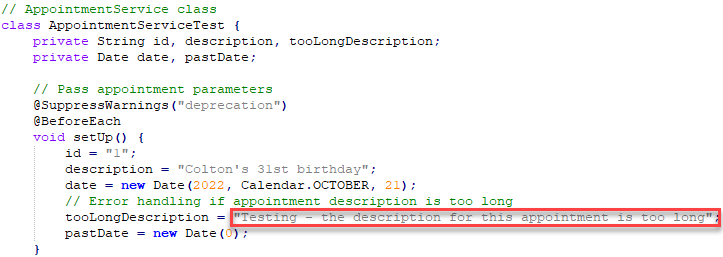 // AppointmentService class
class AppointmentServiceTest {
private String id, description, tooLongDescription;
private Date date, pastDate;
// Pass appointment parameters
@SuppressWarnings("deprecation")
@BeforeEach
void setUp() {
id = "1";
description = "Colton's 31st birthday";
date = new Date(2022, Calendar.OCTOBER, 21);
// Error handling if appointment description is too long
tooLongDescription = "Testing - the description for this appointment is too long";
pastDate = new Date(0);
}